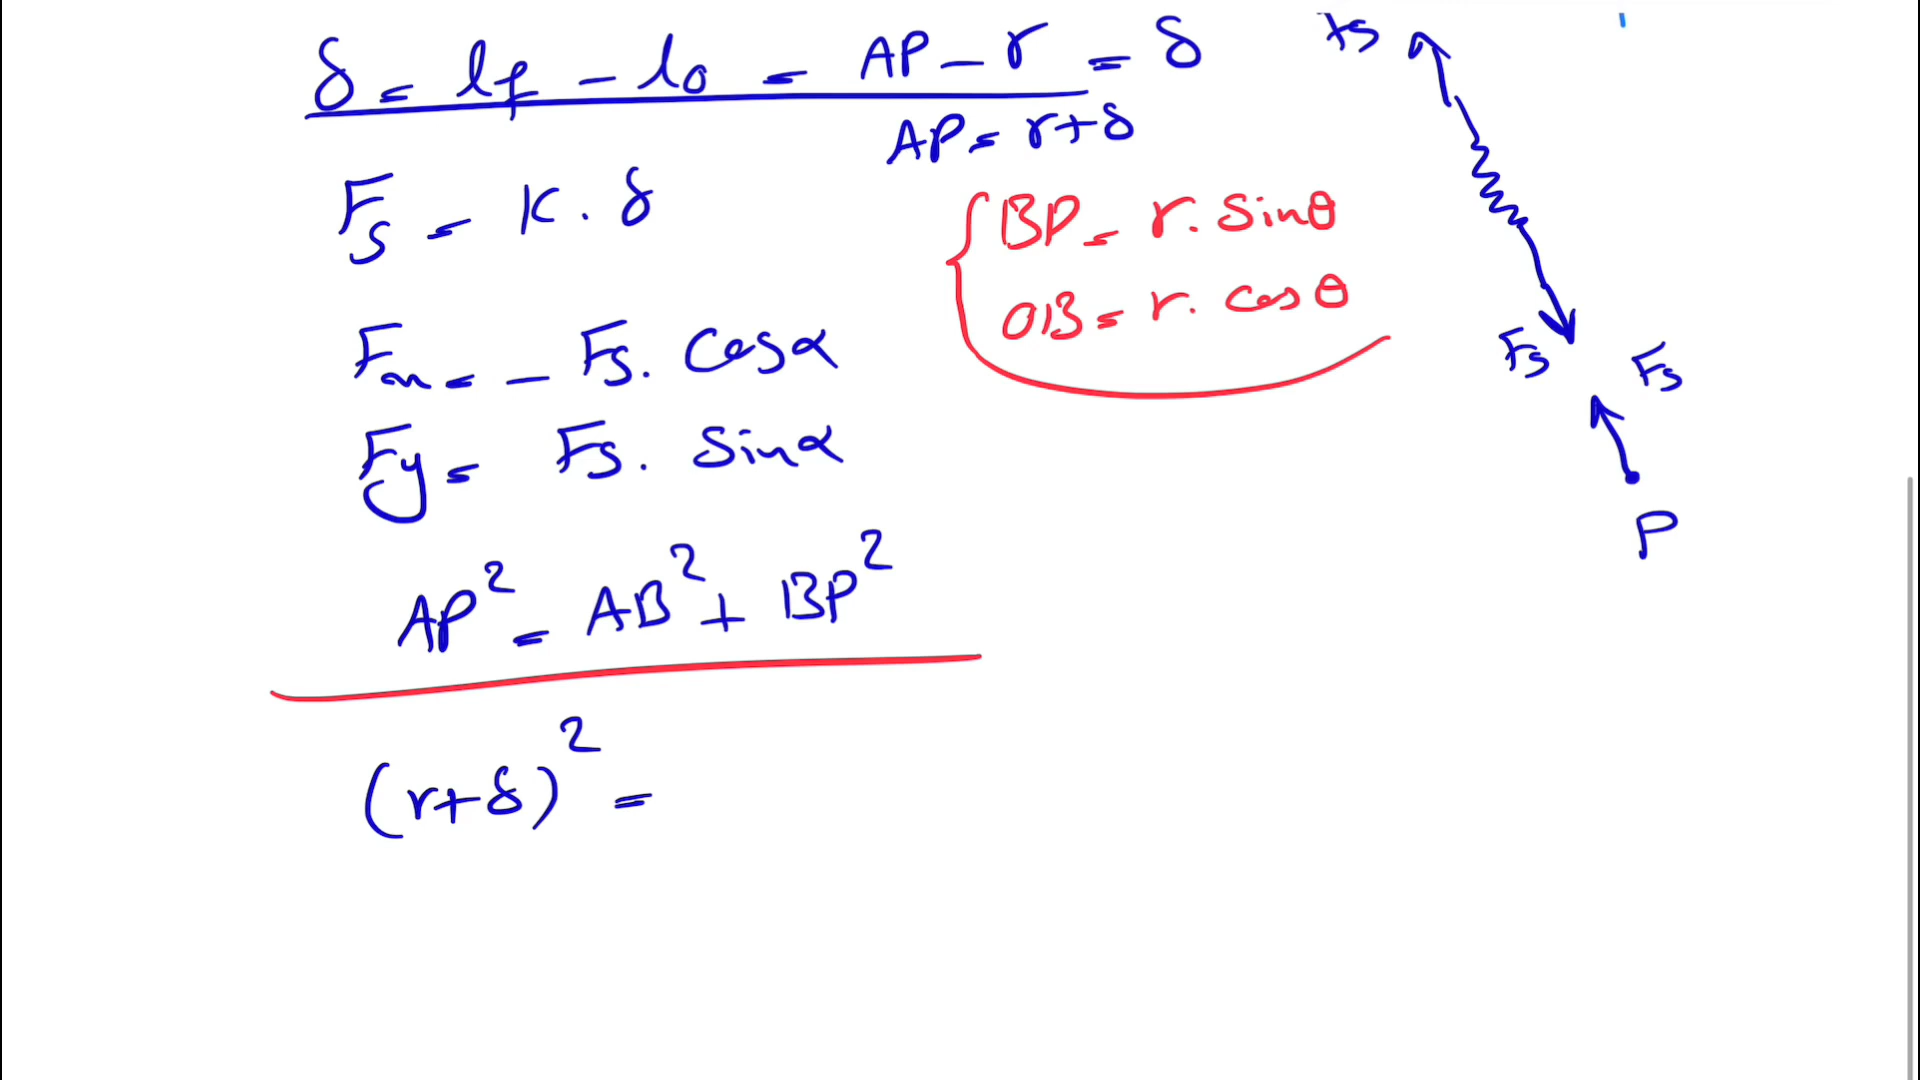 δ = lf - l0 = AP - r = δ
AP = r+δ
Fs = K . δ
BP = r. sinθ
OB = r. cosθ
Fx = - Fs. Cosα
Fy = Fs. Sinα
AP² = AB² + BP²
(r+δ)² =
Fs
Fs
Fs
P